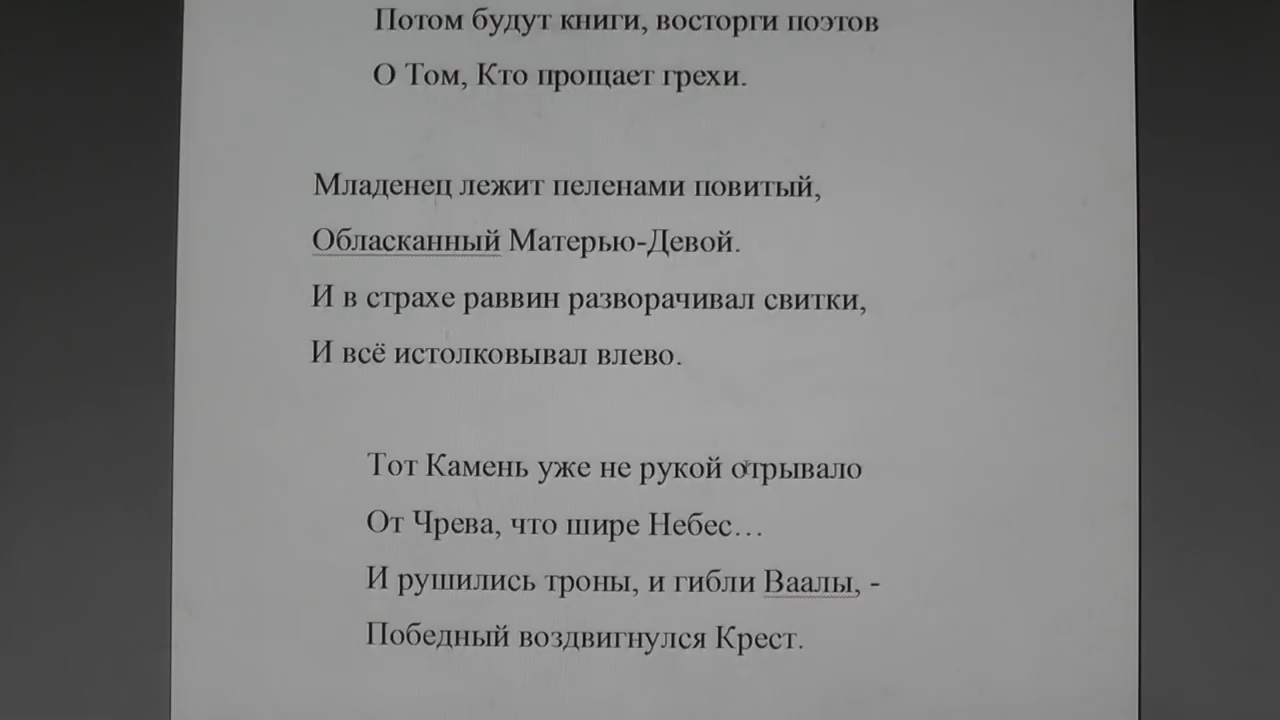 Потом будут книги, восторги поэтов
О Том, Кто прощает грехи.
Младенец лежит пеленами повитый,
Обласканный Матерью-Девой.
И в страхе раввин разворачивал свитки,
И всё истолковывал влево.
Тот Камень уже не рукой отрывало
От Чрева, что шире Небес…
И рушились троны, и гибли Ваалы, -
Победный воздвигнулся Крест.